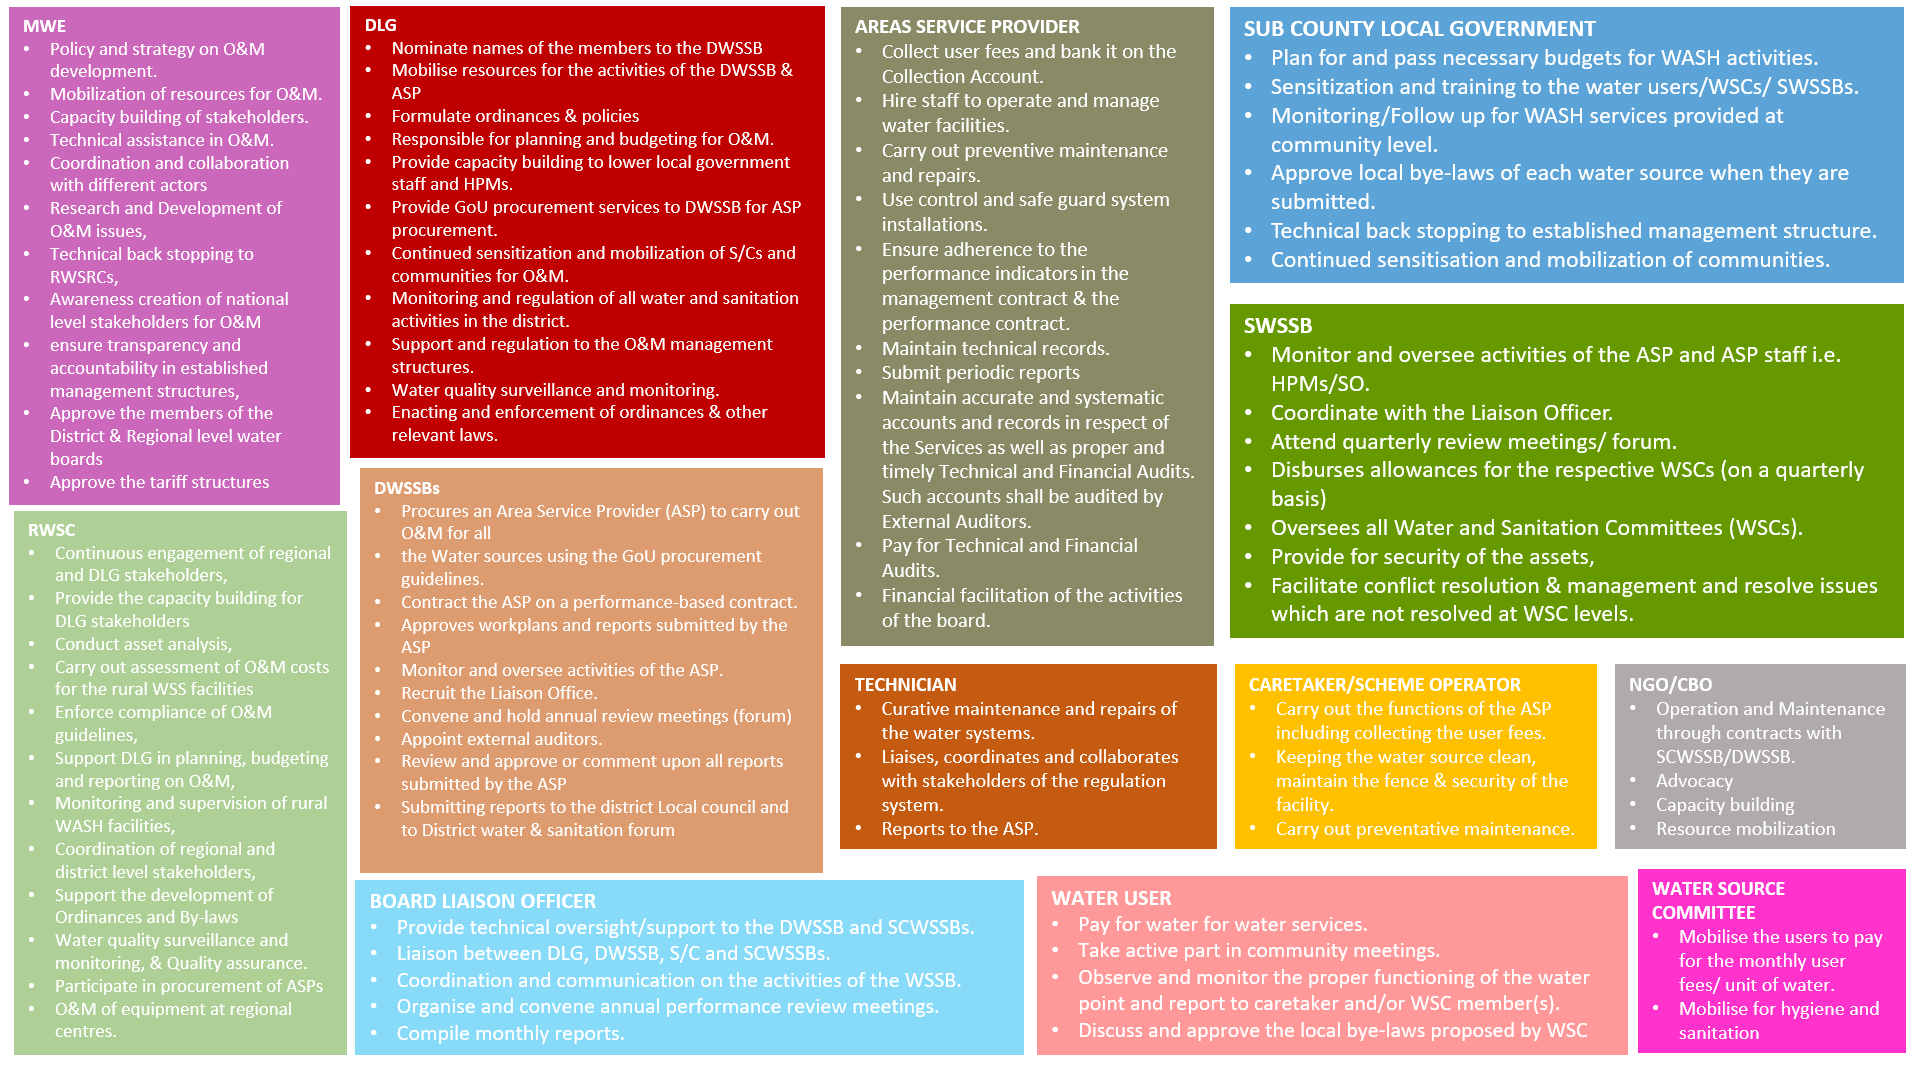 MWE
• Policy and strategy on O&M
development.
• Mobilization of resources for O&M.
• Capacity building of stakeholders.
• Technical assistance in O&M.
• Coordination and collaboration
with different actors
• Research and Development of
O&M issues,
• Technical back stopping to
RWSRCs,
• Awareness creation of national
level stakeholders for O&M
• ensure transparency and
accountability in established
management structures,
• Approve the members of the
District & Regional level water
boards
• Approve the tariff structures
RWSC
• Continuous engagement of regional
and DLG stakeholders,
• Provide the capacity building for
DLG stakeholders
• Conduct asset analysis,
• Carry out assessment of O&M costs
for the rural WSS facilities
• Enforce compliance of O&M
guidelines,
• Support DLG in planning, budgeting
and reporting on O&M,
• Monitoring and supervision of rural
WASH facilities,
• Coordination of regional and
district level stakeholders,
• Support the development of
Ordinances and By-laws
• Water quality surveillance and
monitoring, & Quality assurance.
• Participate in procurement of ASPs
• O&M of equipment at regional
centres.
DLG
• Nominate names of the members to the DWSSB
• Mobilise resources for the activities of the DWSSB &
ASP
• Formulate ordinances & policies
• Responsible for planning and budgeting for O&M.
• Provide capacity building to lower local government
staff and HPMs.
• Provide GoU procurement services to DWSSB for ASP
procurement.
• Continued sensitization and mobilization of S/Cs and
communities for O&M.
• Monitoring and regulation of all water and sanitation
activities in the district.
• Support and regulation to the O&M management
structures.
• Water quality surveillance and monitoring.
• Enacting and enforcement of ordinances & other
relevant laws.
DWSSBs
• Procures an Area Service Provider (ASP) to carry out
O&M for all
• the Water sources using the GoU procurement
guidelines.
• Contract the ASP on a performance-based contract.
• Approves workplans and reports submitted by the
ASP
• Monitor and oversee activities of the ASP.
• Recruit the Liaison Office.
• Convene and hold annual review meetings (forum)
• Appoint external auditors.
• Review and approve or comment upon all reports
submitted by the ASP
• Submitting reports to the district Local council and
to District water & sanitation forum
AREAS SERVICE PROVIDER
• Collect user fees and bank it on the
Collection Account.
• Hire staff to operate and manage
water facilities.
• Carry out preventive maintenance
and repairs.
• Use control and safe guard system
installations.
• Ensure adherence to the
performance indicators in the
management contract & the
performance contract.
• Maintain technical records.
• Submit periodic reports
• Maintain accurate and systematic
accounts and records in respect of
the Services as well as proper and
timely Technical and Financial Audits.
Such accounts shall be audited by
External Auditors.
• Pay for Technical and Financial
Audits.
• Financial facilitation of the activities
of the board.
SUB COUNTY LOCAL GOVERNMENT
• Plan for and pass necessary budgets for WASH activities.
• Sensitization and training to the water users/WSCs/ SWSSBs.
• Monitoring/Follow up for WASH services provided at
community level.
• Approve local bye-laws of each water source when they are
submitted.
• Technical back stopping to established management structure.
• Continued sensitisation and mobilization of communities.
SWSSB
• Monitor and oversee activities of the ASP and ASP staff i.e.
HPMs/SO.
• Coordinate with the Liaison Officer.
• Attend quarterly review meetings/ forum.
• Disburses allowances for the respective WSCs (on a quarterly
basis)
• Oversees all Water and Sanitation Committees (WSCs).
• Provide for security of the assets,
• Facilitate conflict resolution & management and resolve issues
which are not resolved at WSC levels.
TECHNICIAN
• Curative maintenance and repairs of
the water systems.
• Liaises, coordinates and collaborates
with stakeholders of the regulation
system.
• Reports to the ASP.
CARETAKER/SCHEME OPERATOR
• Carry out the functions of the ASP
including collecting the user fees.
• Keeping the water source clean,
maintain the fence & security of the
facility.
• Carry out preventative maintenance.
NGO/CBO
• Operation and Maintenance
through contracts with
SCWSSB/DWSSB.
• Advocacy
• Capacity building
• Resource mobilization
BOARD LIAISON OFFICER
• Provide technical oversight/support to the DWSSB and SCWSSBs.
• Liaison between DLG, DWSSB, S/C and SCWSSBs.
• Coordination and communication on the activities of the WSSB.
• Organise and convene annual performance review meetings.
• Compile monthly reports.
WATER USER
• Pay for water for water services.
• Take active part in community meetings.
• Observe and monitor the proper functioning of the water
point and report to caretaker and/or WSC member(s).
• Discuss and approve the local bye-laws proposed by WSC
WATER SOURCE
COMMITTEE
• Mobilise the users to pay
for the monthly user
fees/ unit of water.
• Mobilise for hygiene and
sanitation